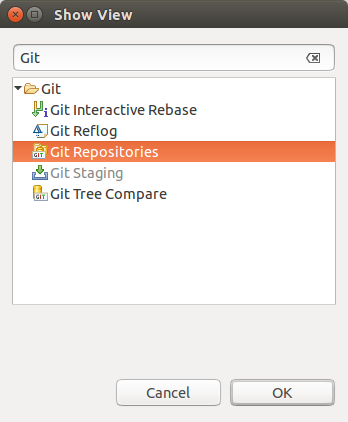 Show View
Git
Git
Git Interactive Rebase
Git Reflog
Git Repositories
Git Staging
Git Tree Compare
Cancel
OK